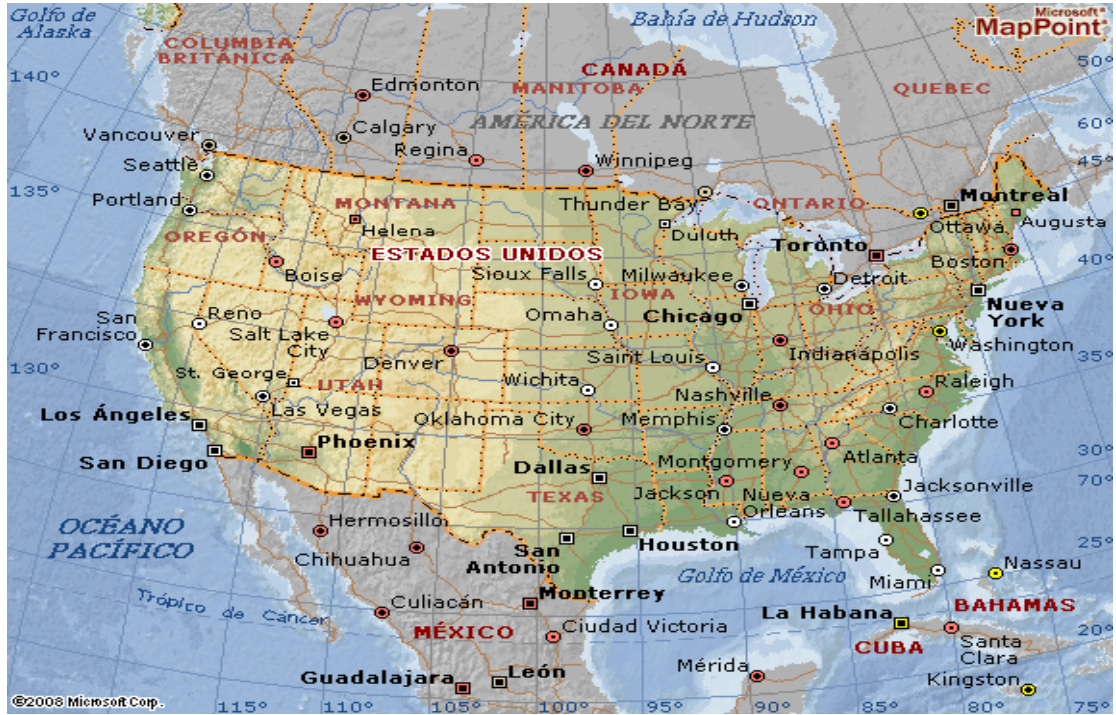 Golfo de
Alaska
Bahía de Hudson
Microsoft®
MapPoint®
COLUMBIA
BRITÁNICA
CANADÁ
140°
50°
Edmonton
MANITOBA
QUEBEC
AMÉRICA DEL NORTE
60°
Vancouver
Calgary
Regina
Winnipeg
45°
Seattle
135°
Portland
MONTANA
Thunder Bay
ONTARIO
Montreal
Helena
Duluth
Ottawa
Augusta
OREGÓN
ESTADOS UNIDOS
Toronto
Boston
40°
Boise
Sioux Falls
Milwaukee
Detroit
WYOMING
IOWA
Chicago
OHIO
Nueva
York
San
Francisco
Reno
Salt Lake
City
Omaha
Washington
Denver
Saint Louis
Indianápolis
35°
130°
St. George
UTAH
Wichita
Nashville
Raleigh
Los Ángeles
Las Vegas
Oklahoma City
Memphis
Charlotte
Phoenix
San Diego
Dallas
Montgomery
Atlanta
30°
TEXAS
Jackson
Nueva
Orleans
Jacksonville
70°
Tallahassee
OCÉANO
PACÍFICO
Hermosillo
Chihuahua
San
Antonio
Houston
Tampa
25°
Golfo de México
Miami
Nassau
Trópico de Cáncer
Culiacán
Monterrey
La Habana
BAHAMAS
MÉXICO
Ciudad Victoria
CUBA
Santa
Clara
20°
Guadalajara
León
Mérida
Kingston
©2008 Microsoft Corp.
115°
110°
105°
100°
95°
90°
85°
80°
75°